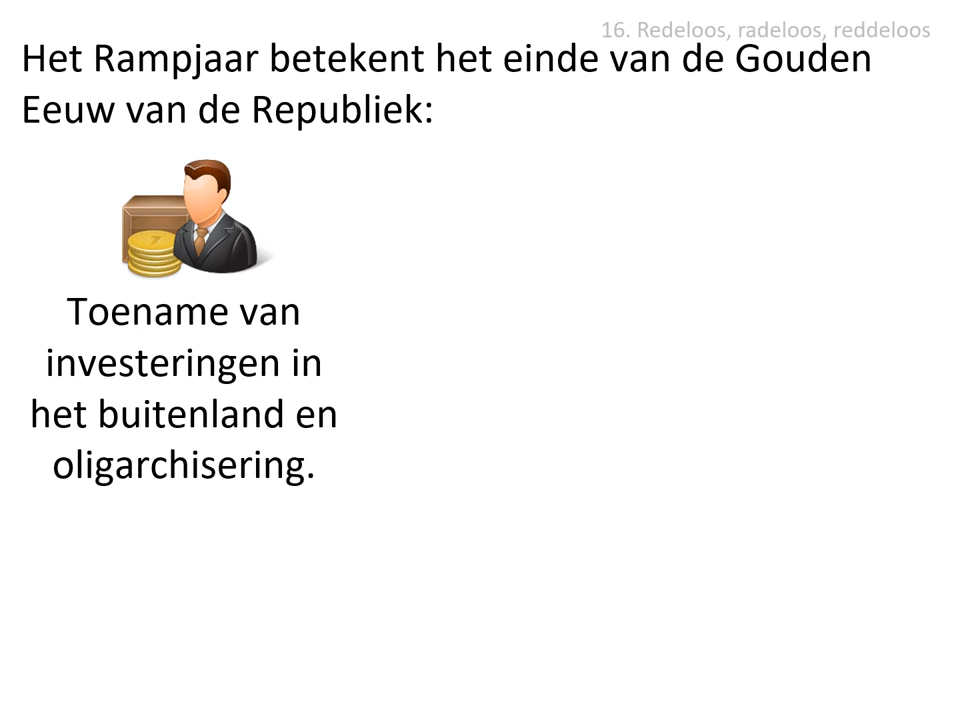 16. Redeloos, radeloos, reddeloos
Het Rampjaar betekent het einde van de Gouden
Eeuw van de Republiek:
Toename van
investeringen in
het buitenland en
oligarchisering.